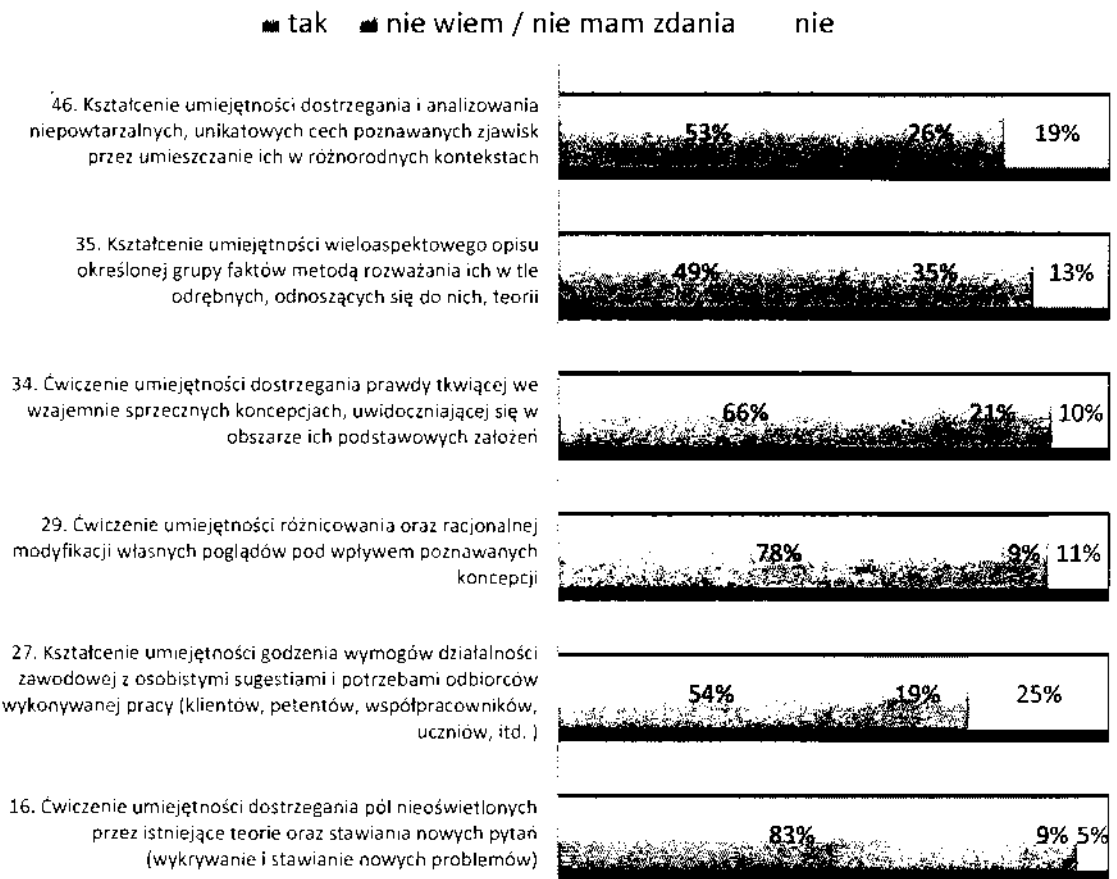 tak nie wiem / nie mam zdania nie
46. Kształcenie umiejętności dostrzegania i analizowania
niepowtarzalnych, unikatowych cech poznawanych zjawisk
przez umieszczanie ich w różnorodnych kontekstach
53% 26% 19%
35. Kształcenie umiejętności wieloaspektowego opisu
określonej grupy faktów metodą rozważania ich w tle
odrębnych, odnoszących się do nich, teorii
49% 35% 13%
34. Ćwiczenie umiejętności dostrzegania prawdy tkwiącej we
wzajemnie sprzecznych koncepcjach, uwidoczniającej się w
obszarze ich podstawowych założeń
66% 21% 10%
29. Ćwiczenie umiejętności różnicowania oraz racjonalnej
modyfikacji własnych poglądów pod wpływem poznawanych
koncepcji
78% 9% 11%
27. Kształcenie umiejętności godzenia wymogów działalności
zawodowej z osobistymi sugestiami i potrzebami odbiorców
wykonywanej pracy (klientów, petentów, współpracowników,
uczniów, itd. )
54% 19% 25%
16. Ćwiczenie umiejętności dostrzegania pól nieoświetlonych
przez istniejące teorie oraz stawiania nowych pytań
(wykrywanie i stawianie nowych problemów)
83% 9% 5%